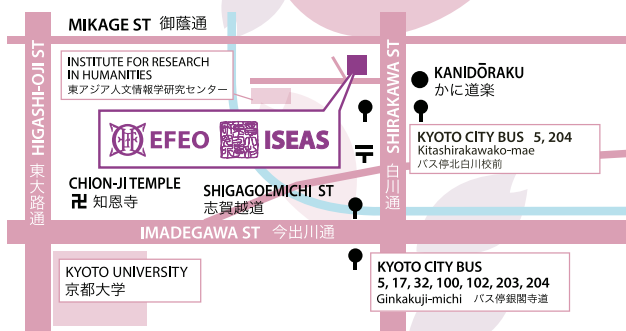 MIKAGE ST 御蔭通
HIGASHI-OJI ST
東大路通
INSTITUTE FOR RESEARCH
IN HUMANITIES
東アジア人文情報学研究センター
SHIRAKAWA ST
白川通
KANIDŌRAKU
かに道楽
EFEO
ISEAS
KYOTO CITY BUS 5, 204
Kitashirakawako-mae
バス停北白川校前
CHION-JI TEMPLE
卍 知恩寺
SHIGAGOEMICHI ST
志賀越道
IMADEGAWA ST 今出川通
KYOTO UNIVERSITY
京都大学
KYOTO CITY BUS
5, 17, 32, 100, 102, 203, 204
Ginkakuji-michi バス停銀閣寺道